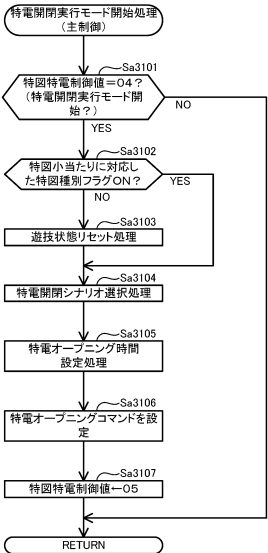 特電開閉実行モード開始処理
(主制御)
Sa3101
特図特電制御値=04?
(特電開閉実行モード開
始?)
NO
YES
Sa3102
特図小当たりに対応し
た特図種別フラグON?
YES
NO
Sa3103
遊技状態リセット処理
Sa3104
特電開閉シナリオ選択処理
Sa3105
特電オープニング時間
設定処理
Sa3106
特電オープニングコマンドを設
定
Sa3107
特図特電制御値←05
RETURN